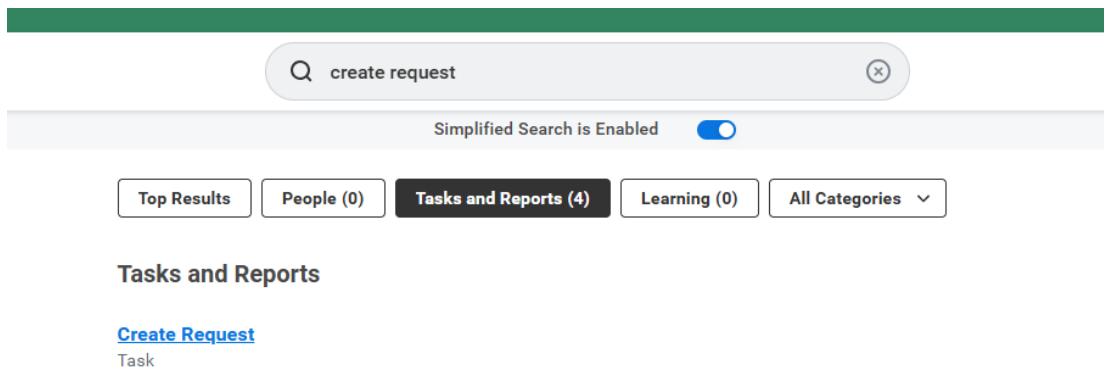 create request
Simplified Search is Enabled
Top Results People (0) Tasks and Reports (4) Learning (0) All Categories
Tasks and Reports
Create Request
Task